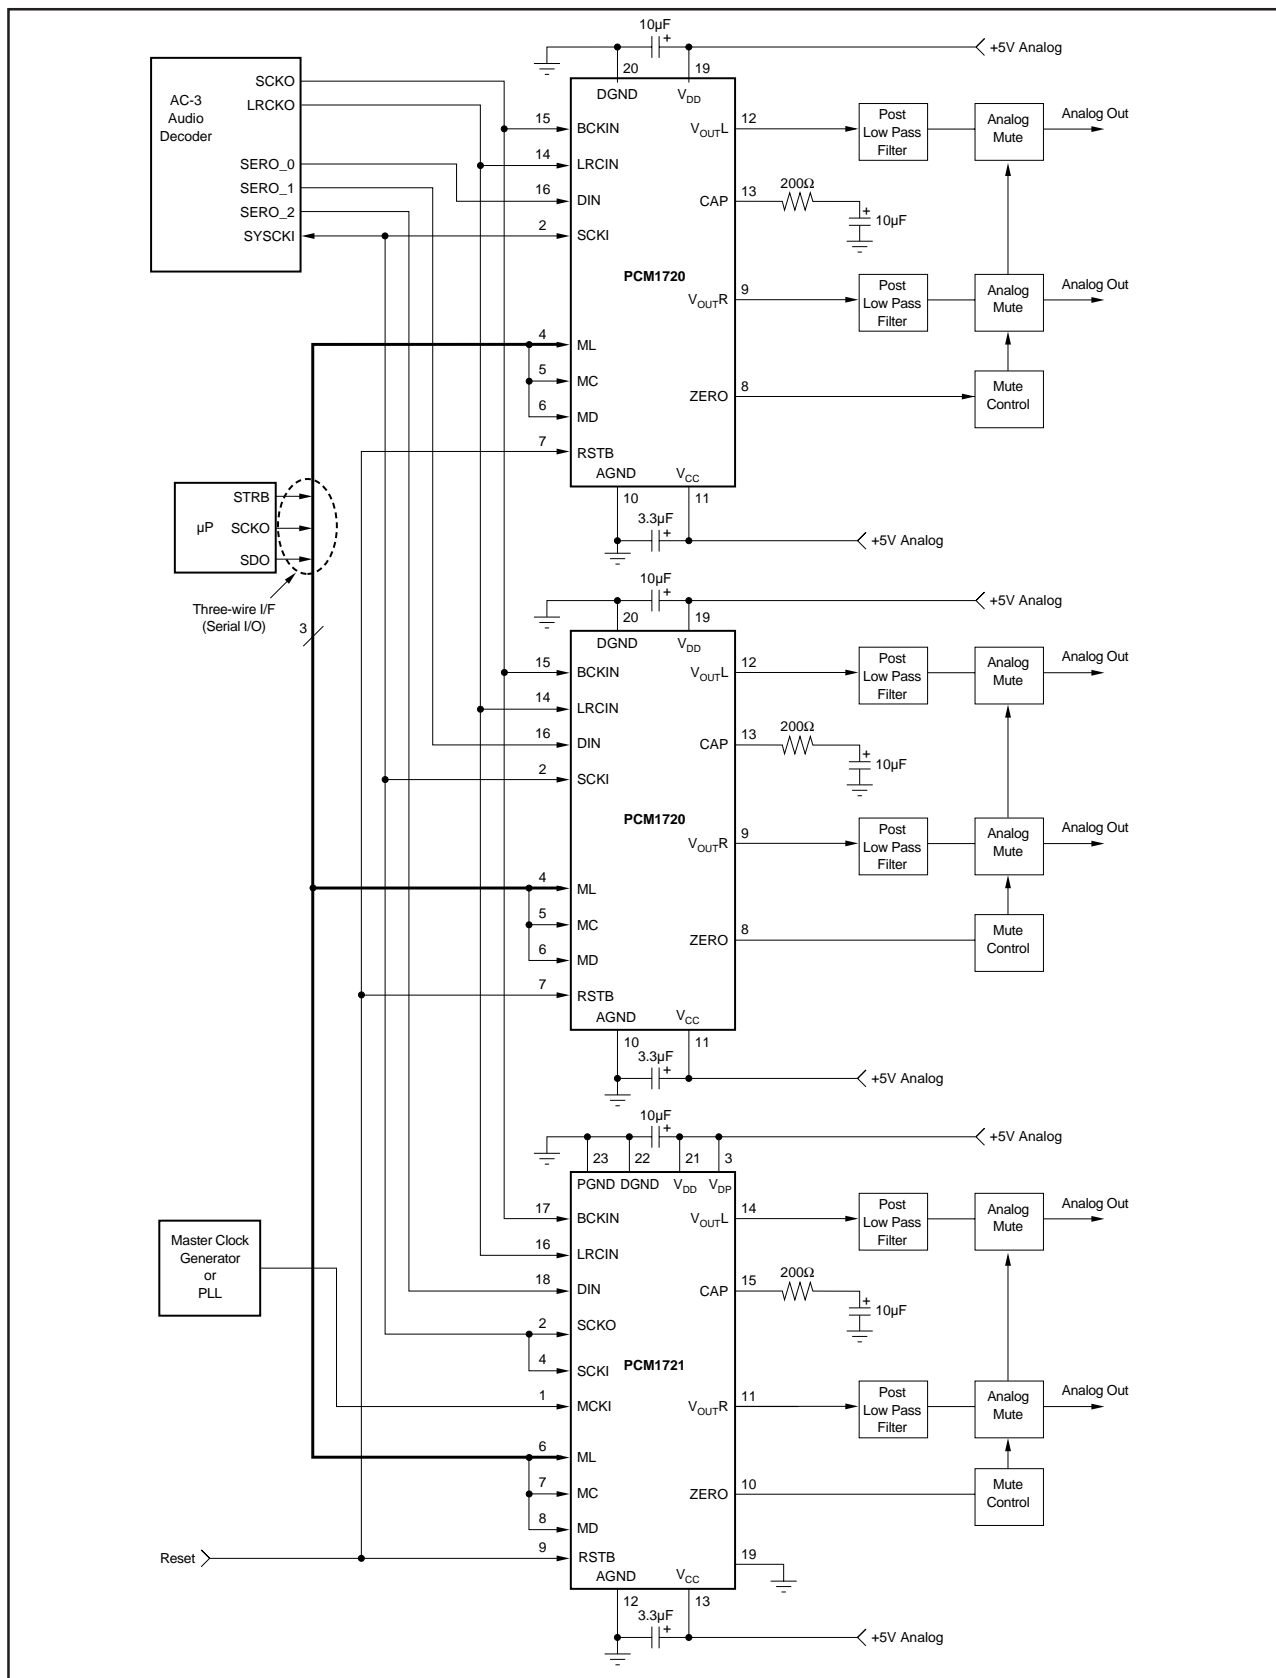 10µF
+
+5V Analog
20
19
DGND
VDD
AC-3
Audio
Decoder
SCKO
LRCKO
SERO_0
SERO_1
SERO_2
SYSCKI
15
BCKIN
14
LRCIN
16
DIN
2
SCKI
PCM1720
4
ML
5
MC
6
MD
7
RSTB
AGND
VCC
10
11
3.3µF
+
+5V Analog
VOUTL
12
Post
Low Pass
Filter
Analog
Mute
Analog Out
CAP
13
200Ω
+
10µF
VOUTR
9
Post
Low Pass
Filter
Analog
Mute
Analog Out
ZERO
8
Mute
Control
µP
STRB
SCKO
SDO
Three-wire I/F
(Serial I/O)
3
10µF
+
+5V Analog
20
19
DGND
VDD
15
BCKIN
14
LRCIN
16
DIN
2
SCKI
PCM1720
4
ML
5
MC
6
MD
7
RSTB
AGND
VCC
10
11
3.3µF
+
+5V Analog
VOUTL
12
Post
Low Pass
Filter
Analog
Mute
Analog Out
CAP
13
200Ω
+
10µF
VOUTR
9
Post
Low Pass
Filter
Analog
Mute
Analog Out
ZERO
8
Mute
Control
10µF
+
+5V Analog
23
22
21
3
PGND
DGND
VDD
VDP
Master Clock
Generator
or
PLL
17
BCKIN
16
LRCIN
18
DIN
2
SCKO
4
SCKI
PCM1721
1
MCKI
6
ML
7
MC
8
MD
Reset
9
RSTB
AGND
VCC
12
13
3.3µF
+
+5V Analog
VOUTL
14
Post
Low Pass
Filter
Analog
Mute
Analog Out
CAP
15
200Ω
+
10µF
VOUTR
11
Post
Low Pass
Filter
Analog
Mute
Analog Out
ZERO
10
Mute
Control
19